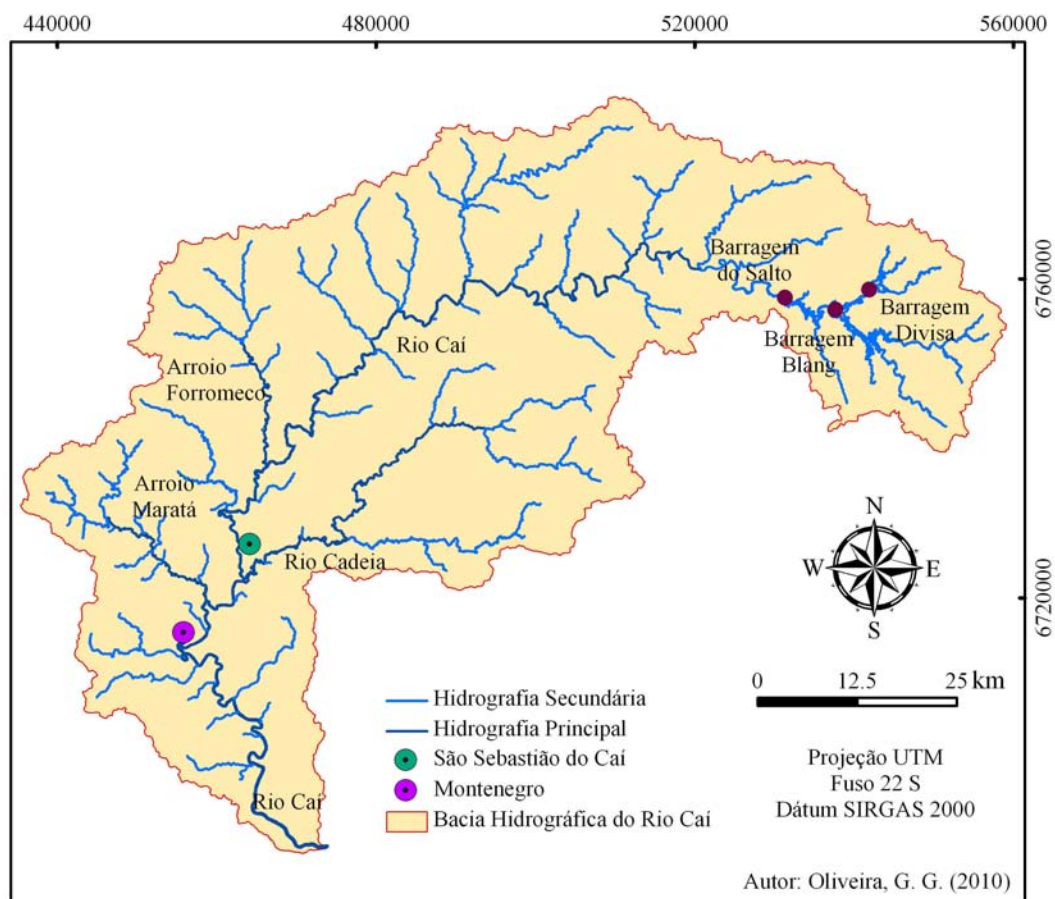 440000 480000 520000 560000
Barragem
do Salto
6760000
Barragem
Divisa
Barragem
Blang
Rio Caí
Arroio
Forromeco
Arroio
Maratá
Rio Cadeia
N
W E
S
6720000
0 12.5 25 km
Hidrografia Secundária
Hidrografia Principal
São Sebastião do Caí
Montenegro
Bacia Hidrográfica do Rio Caí
Projeção UTM
Fuso 22 S
Dátum SIRGAS 2000
Rio Caí
Autor: Oliveira, G. G. (2010)